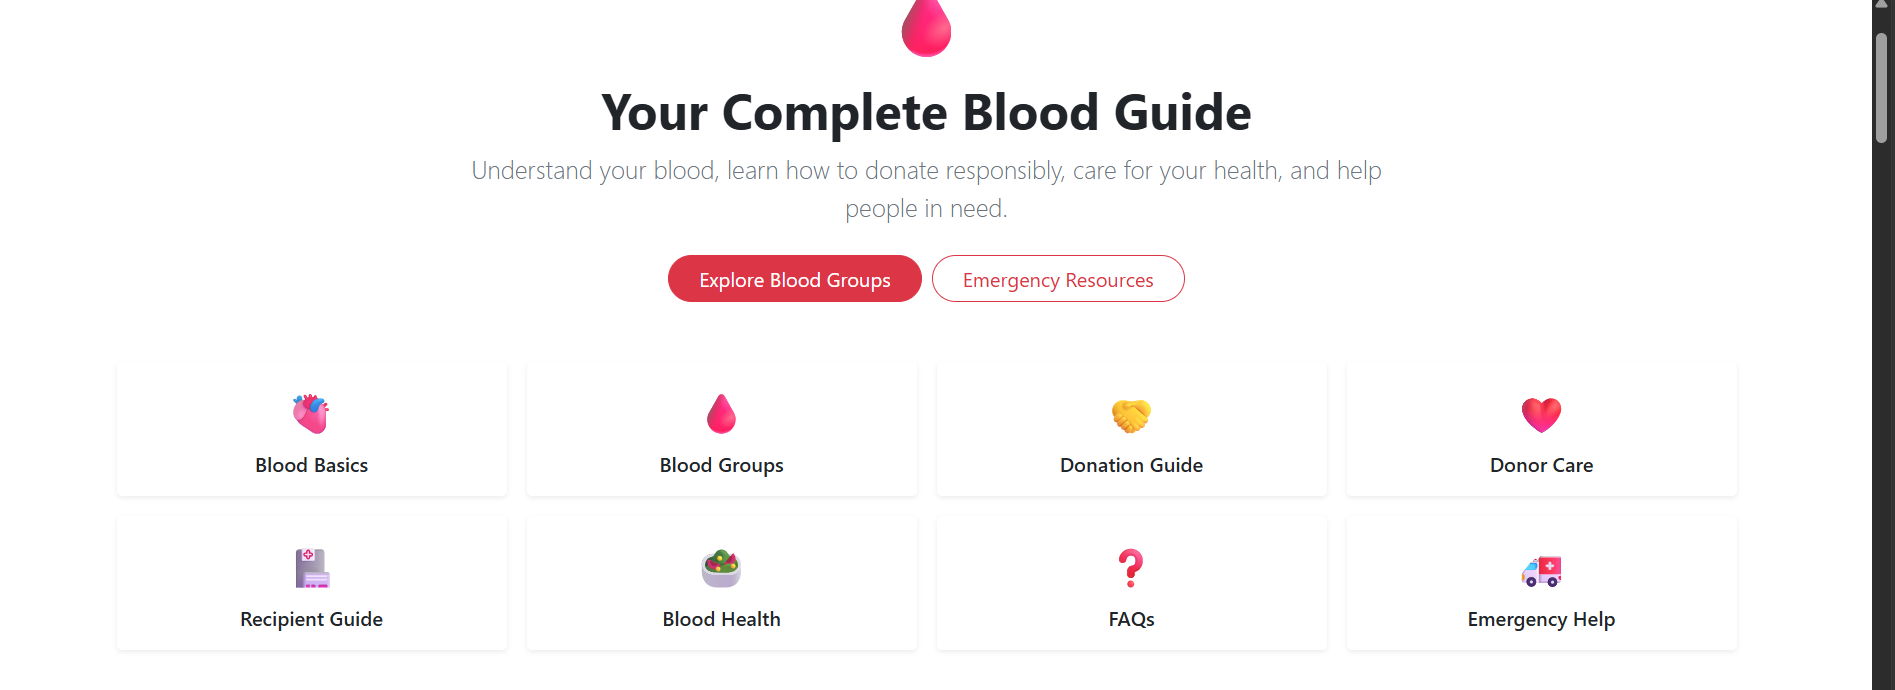 Your Complete Blood Guide
Understand your blood, learn how to donate responsibly, care for your health, and help
people in need.
Explore Blood Groups
Emergency Resources
Blood Basics
Blood Groups
Donation Guide
Donor Care
Recipient Guide
Blood Health
FAQs
Emergency Help